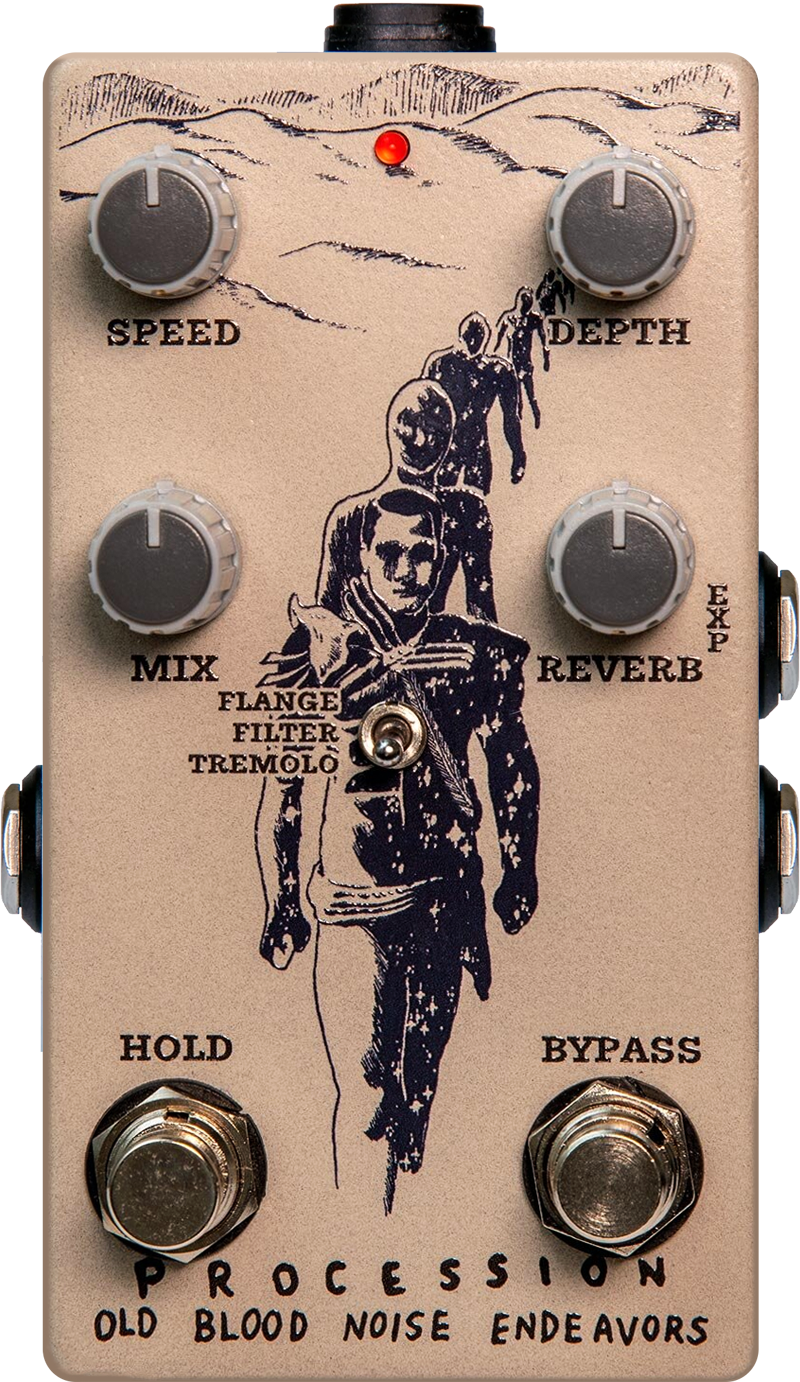 SPEED
DEPTH
MIX
REVERB
EXP
FLANGE
FILTER
TREMOLO
HOLD
BYPASS
PROCESSION
OLD BLOOD NOISE ENDEAVORS